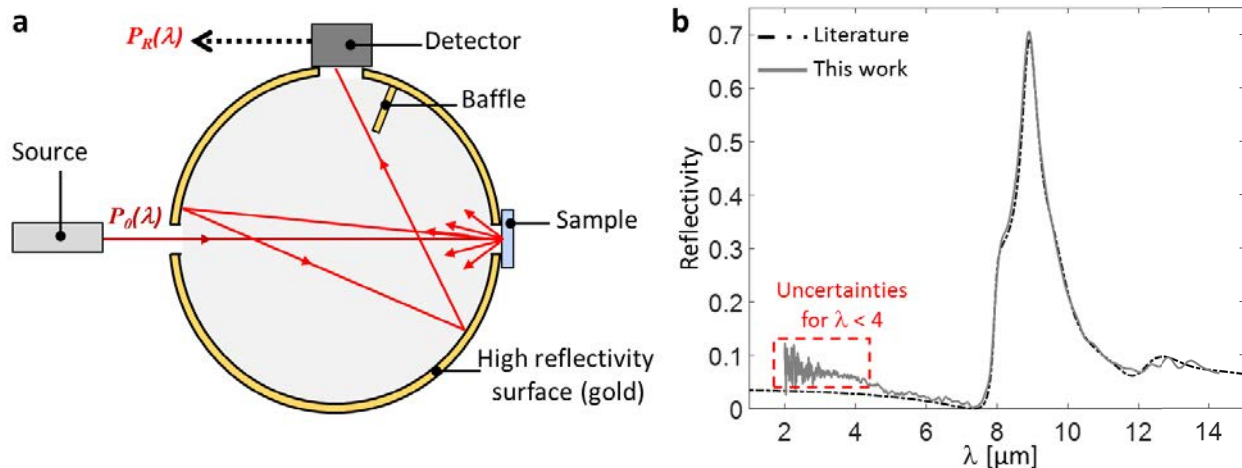 a
P_R(λ)
Detector
Baffle
Source
P_0(λ)
Sample
High reflectivity
surface (gold)
b
0.7
0.6
0.5
0.4
0.3
0.2
0.1
0
Reflectivity
Literature
This work
Uncertainties
for λ < 4
2
4
6
8
10
12
14
λ [µm]